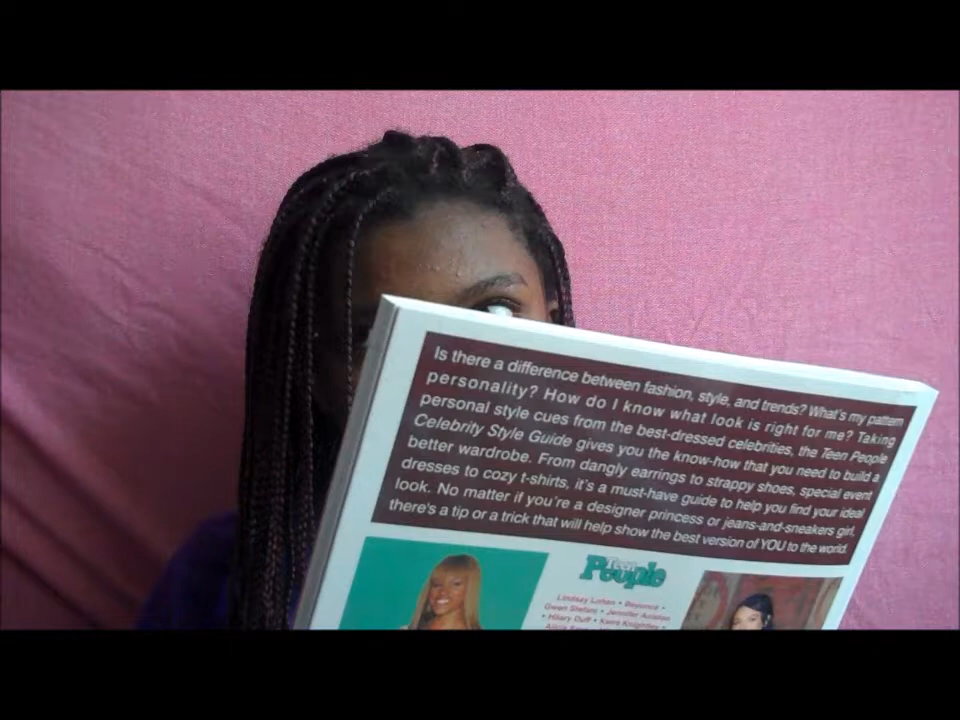 Is there a difference between fashion, style, and trends? What's my pattern
personality? How do I know what look is right for me? Taking
personal style cues from the best-dressed celebrities, the Teen People
Celebrity Style Guide gives you the know-how that you need to build a
better wardrobe. From dangly earrings to strappy shoes, special event
dresses to cozy t-shirts, it's a must-have guide to help you find your ideal
look. No matter if you're a designer princess or jeans-and-sneakers girl,
there's a tip or a trick that will help show the best version of YOU to the world.
Teen
People
Lindsay Lohan • Beyoncé •
Gwen Stefani • Jennifer Aniston
• Hilary Duff • Keira Knightley •